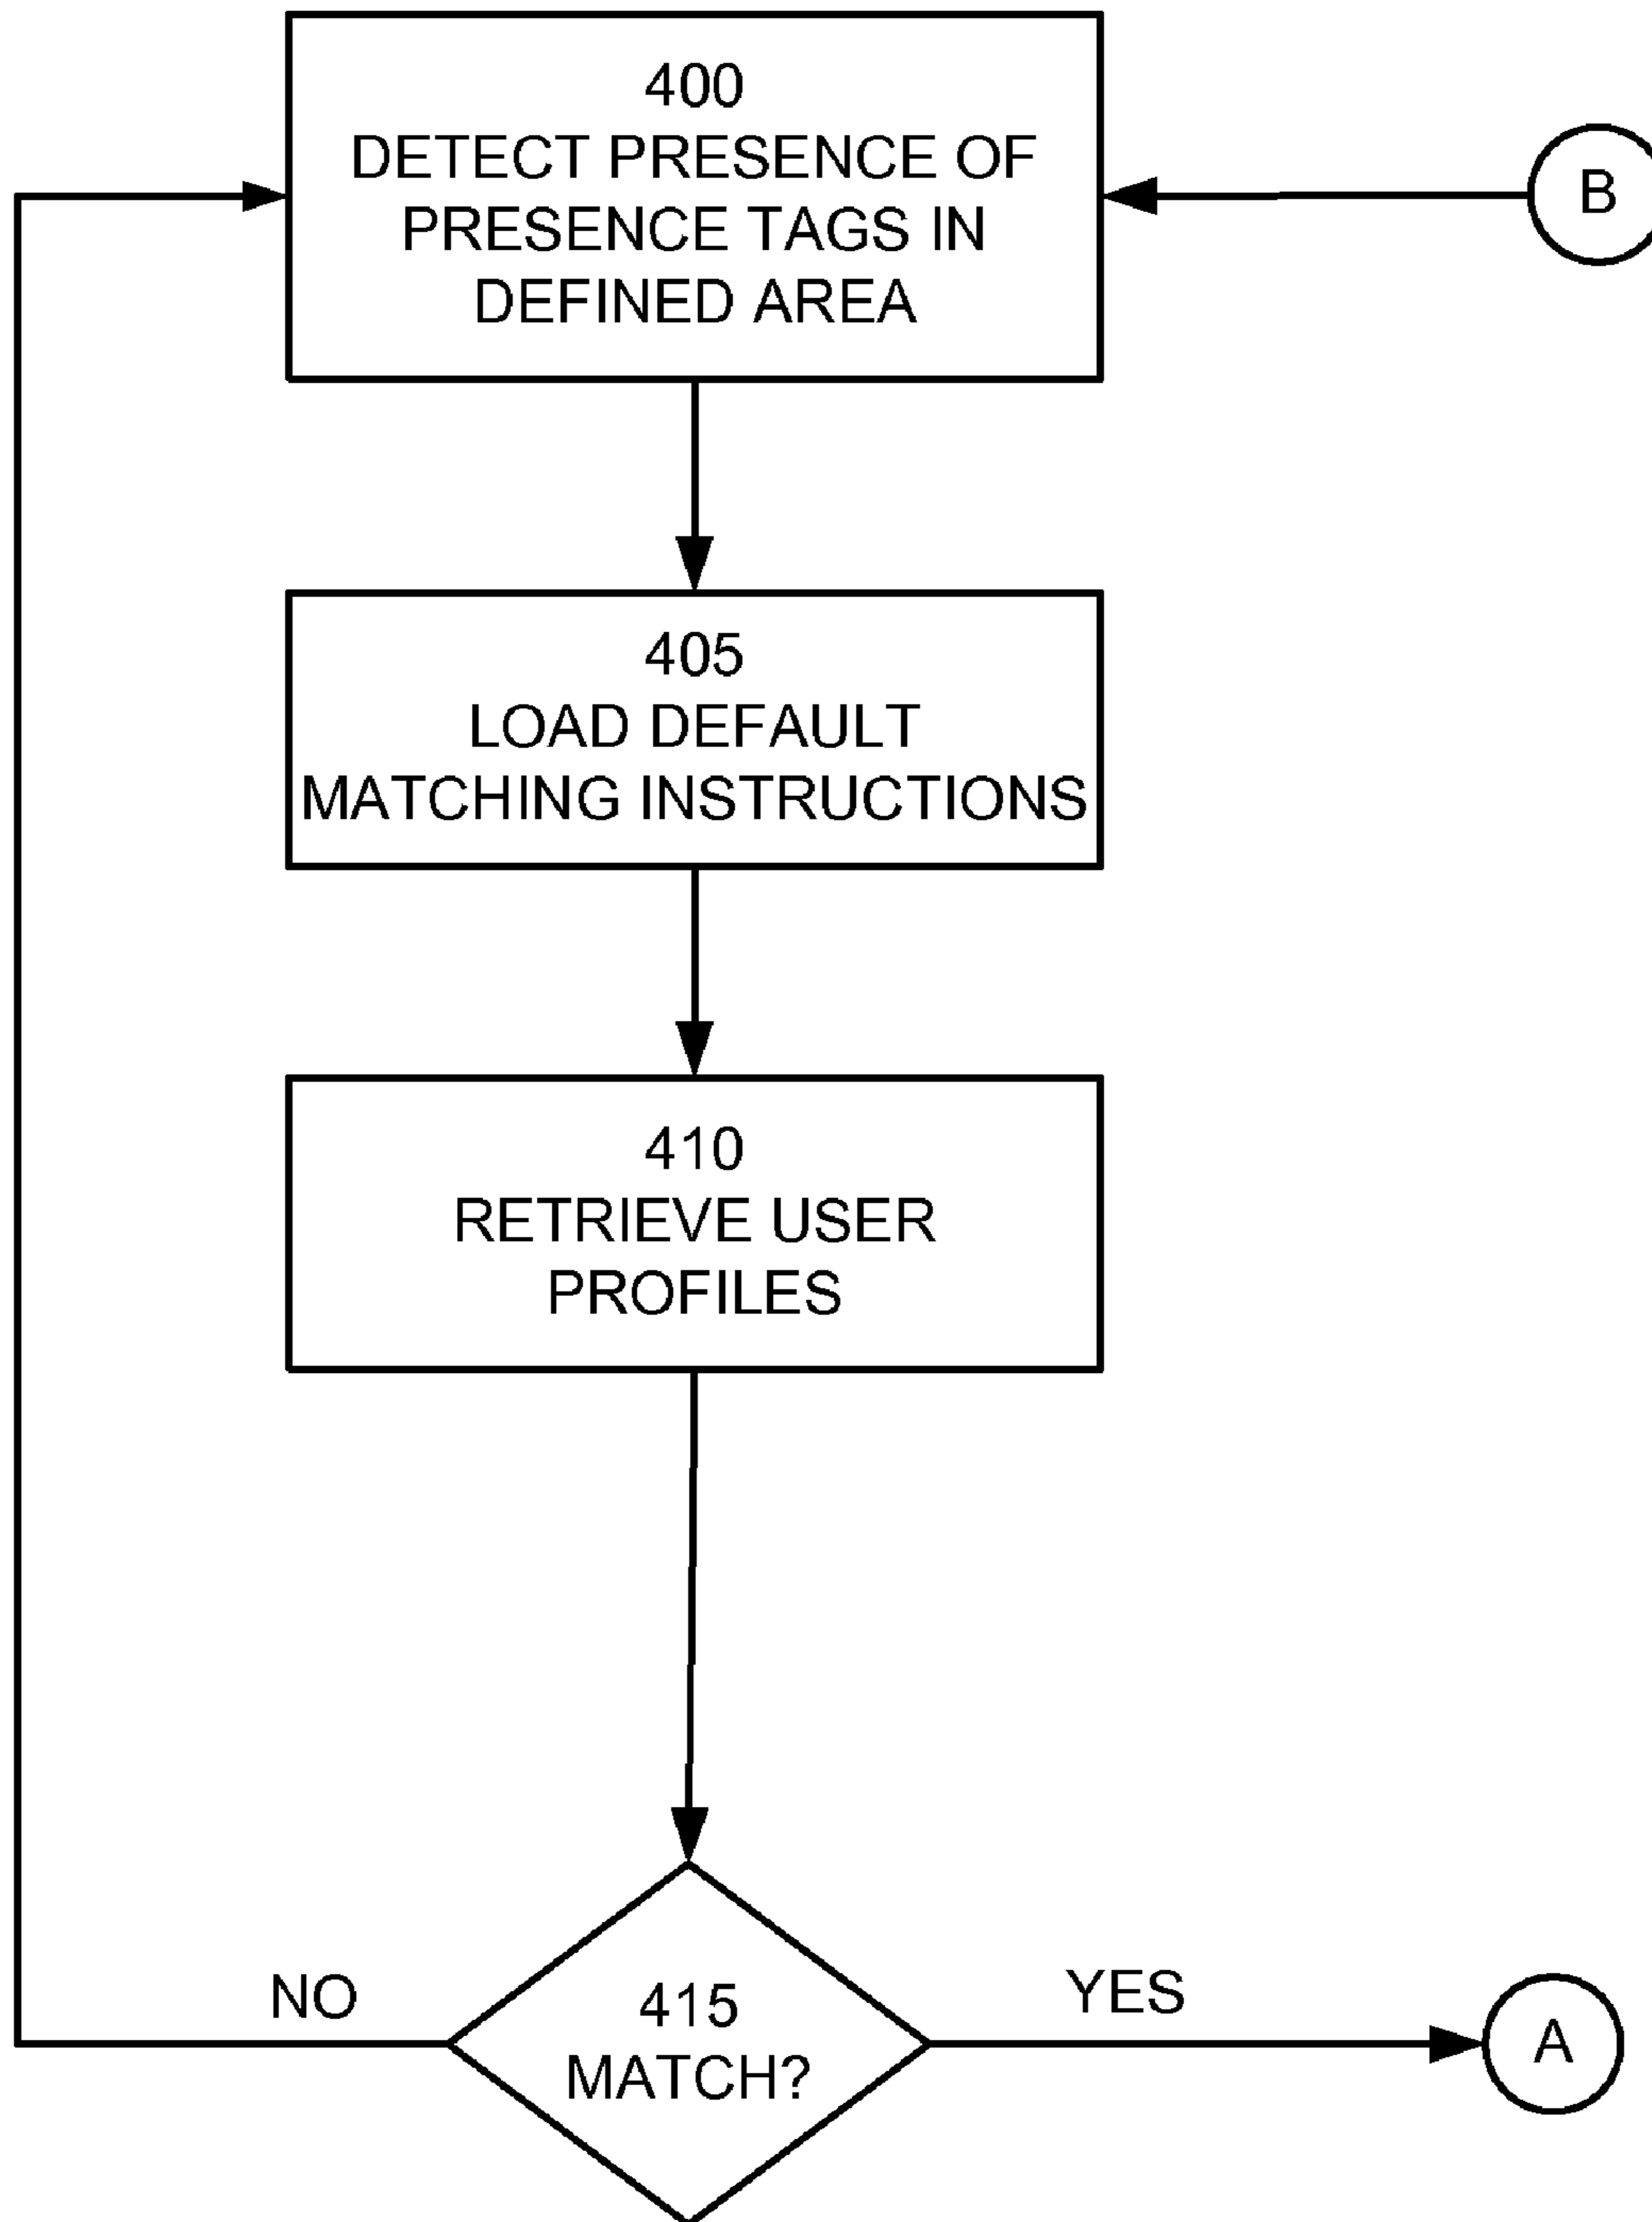 400
DETECT PRESENCE OF
PRESENCE TAGS IN
DEFINED AREA
B
405
LOAD DEFAULT
MATCHING INSTRUCTIONS
410
RETRIEVE USER
PROFILES
NO
415
MATCH?
YES
A